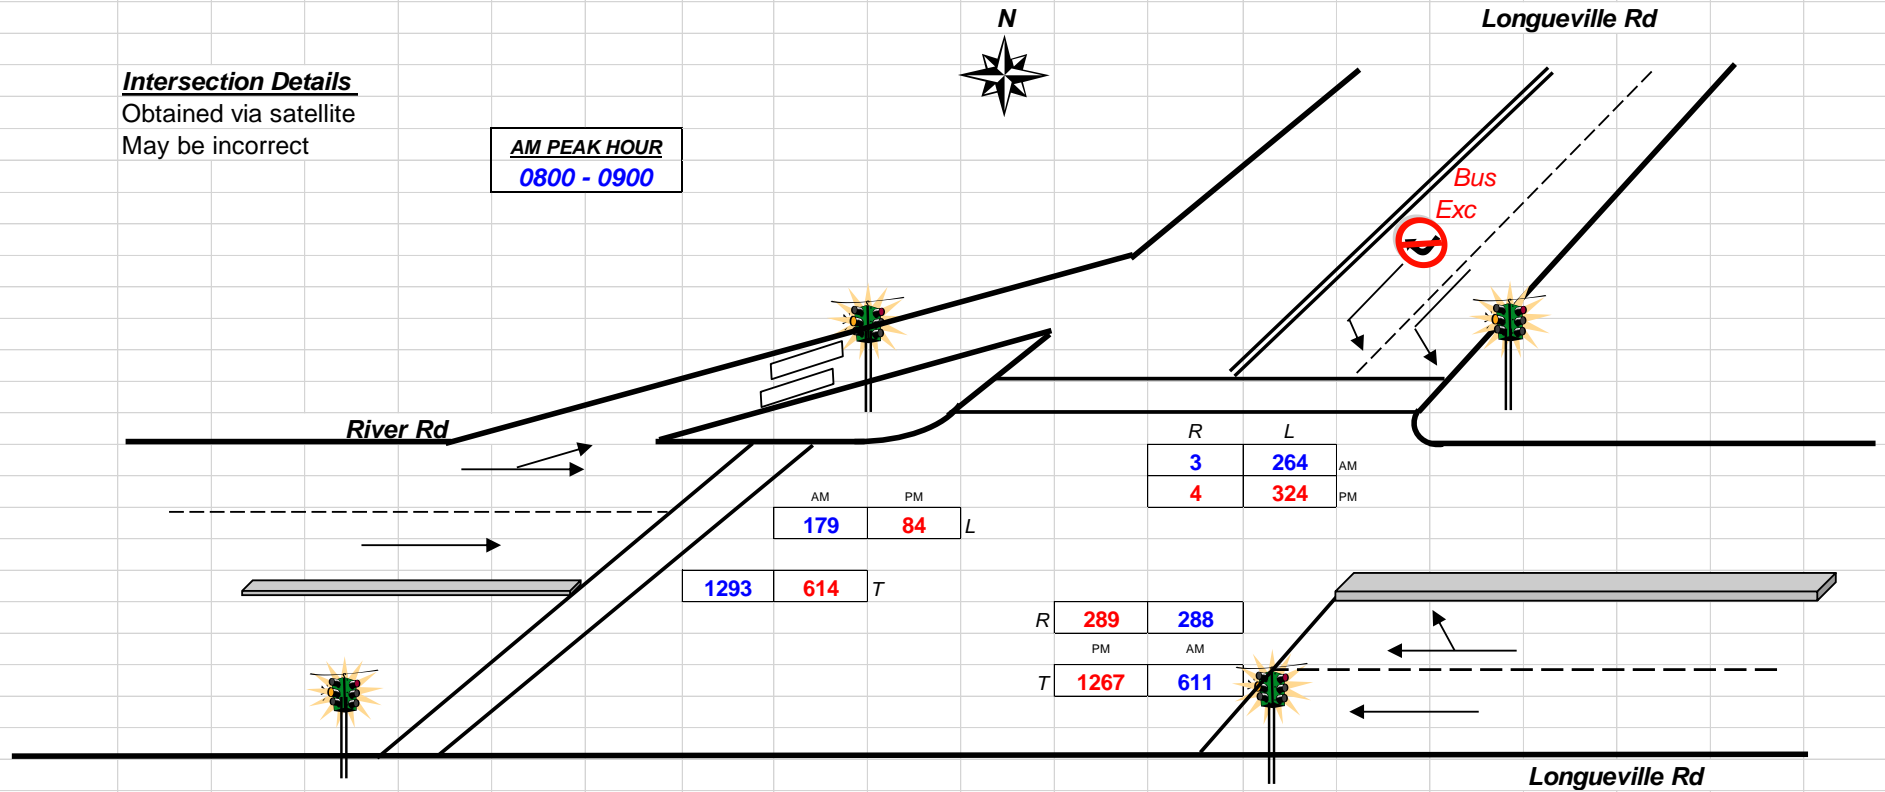 N
Longueville Rd
Intersection Details
Obtained via satellite
May be incorrect
AM PEAK HOUR
0800 - 0900
Bus
Exc
River Rd
R L
3 264 AM
4 324 PM
AM PM
179 84 L
1293 614 T
R 289 288
PM AM
T 1267 611
Longueville Rd